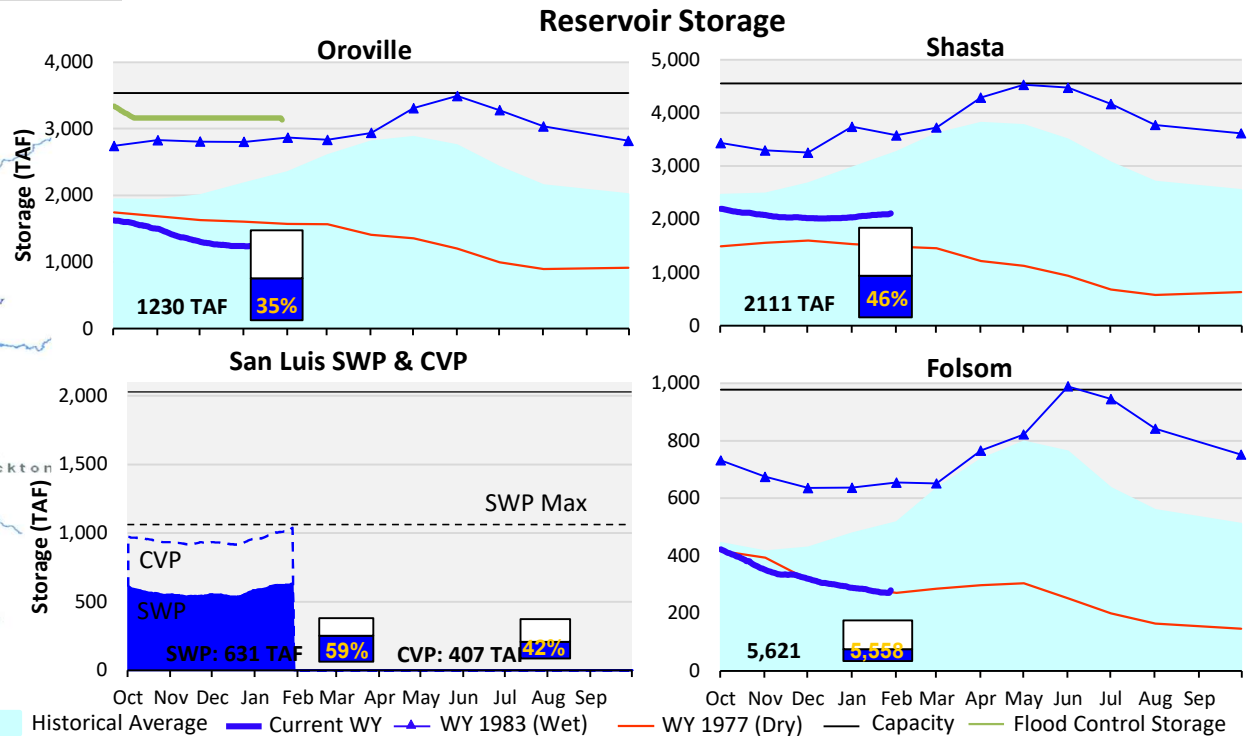 Reservoir Storage
Oroville
Storage (TAF)
4,000
3,000
2,000
1,000
0
1230 TAF
35%
Shasta
5,000
4,000
3,000
2,000
1,000
0
2111 TAF
46%
San Luis SWP & CVP
ckton
Storage (TAF)
2,000
1,500
1,000
500
0
SWP Max
CVP
SWP
SWP: 631 TAF
59%
CVP: 407 TAF
42%
Oct Nov Dec Jan Feb Mar Apr May Jun Jul Aug Sep
Folsom
1,000
800
600
400
200
0
5,621
5,558
Oct Nov Dec Jan Feb Mar Apr May Jun Jul Aug Sep
Historical Average Current WY WY 1983 (Wet) WY 1977 (Dry) Capacity Flood Control Storage